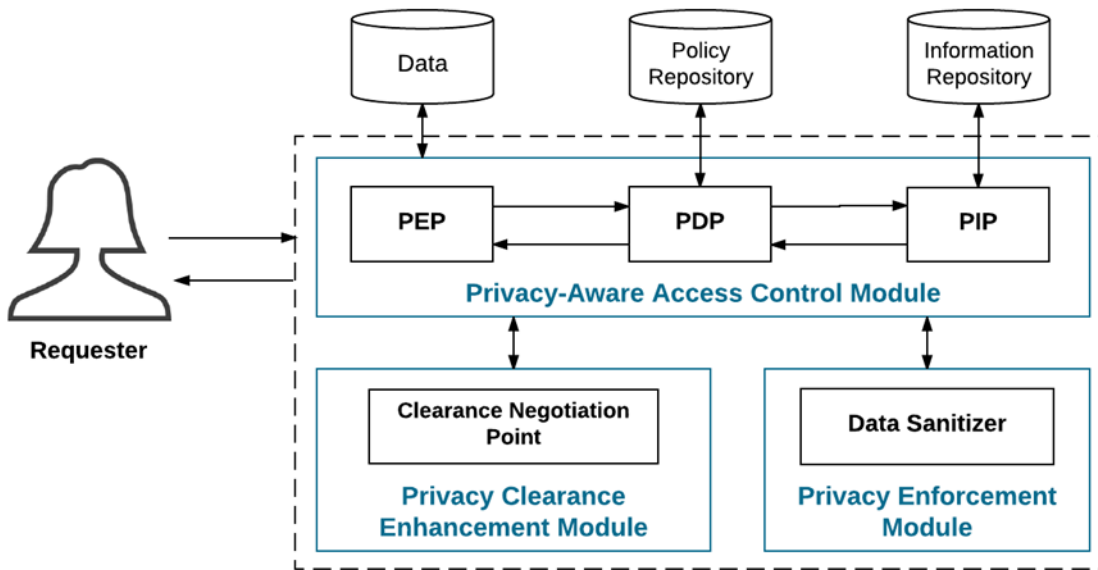 Data
Policy
Repository
Information
Repository
PEP
PDP
PIP
Privacy-Aware Access Control Module
Requester
Clearance Negotiation
Point
Data Sanitizer
Privacy Clearance
Enhancement Module
Privacy Enforcement
Module